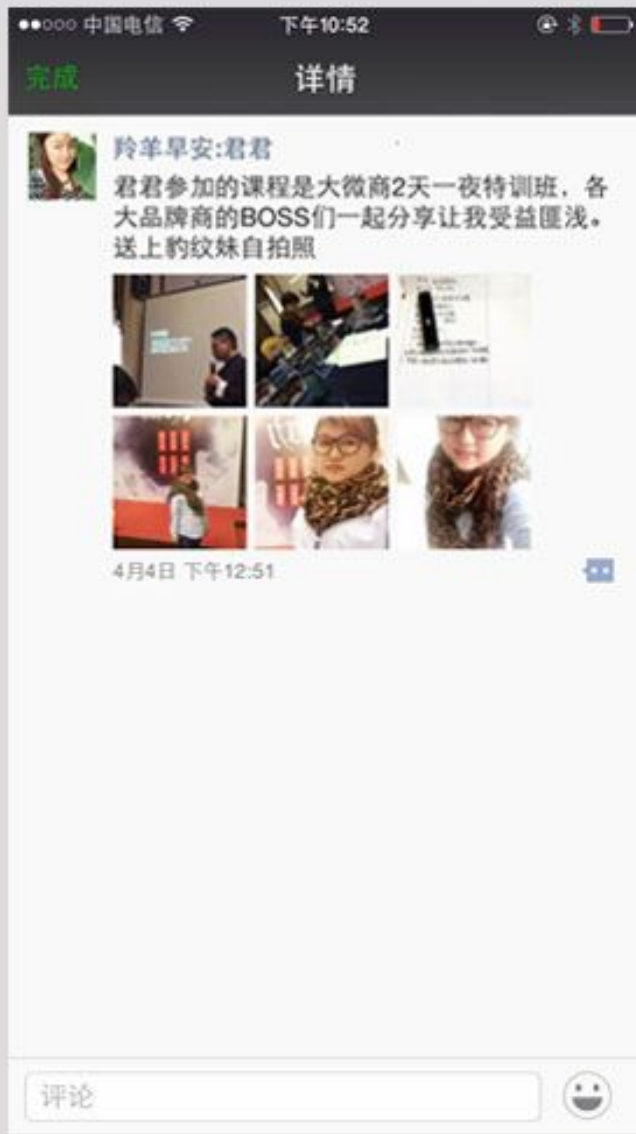 中国电信
下午10:52
完成
详情
羚羊早安:君君
君君参加的课程是大微商2天一夜特训班，各
大品牌商的BOSS们一起分享让我受益匪浅。
送上豹纹妹自拍照
4月4日 下午12:51
评论